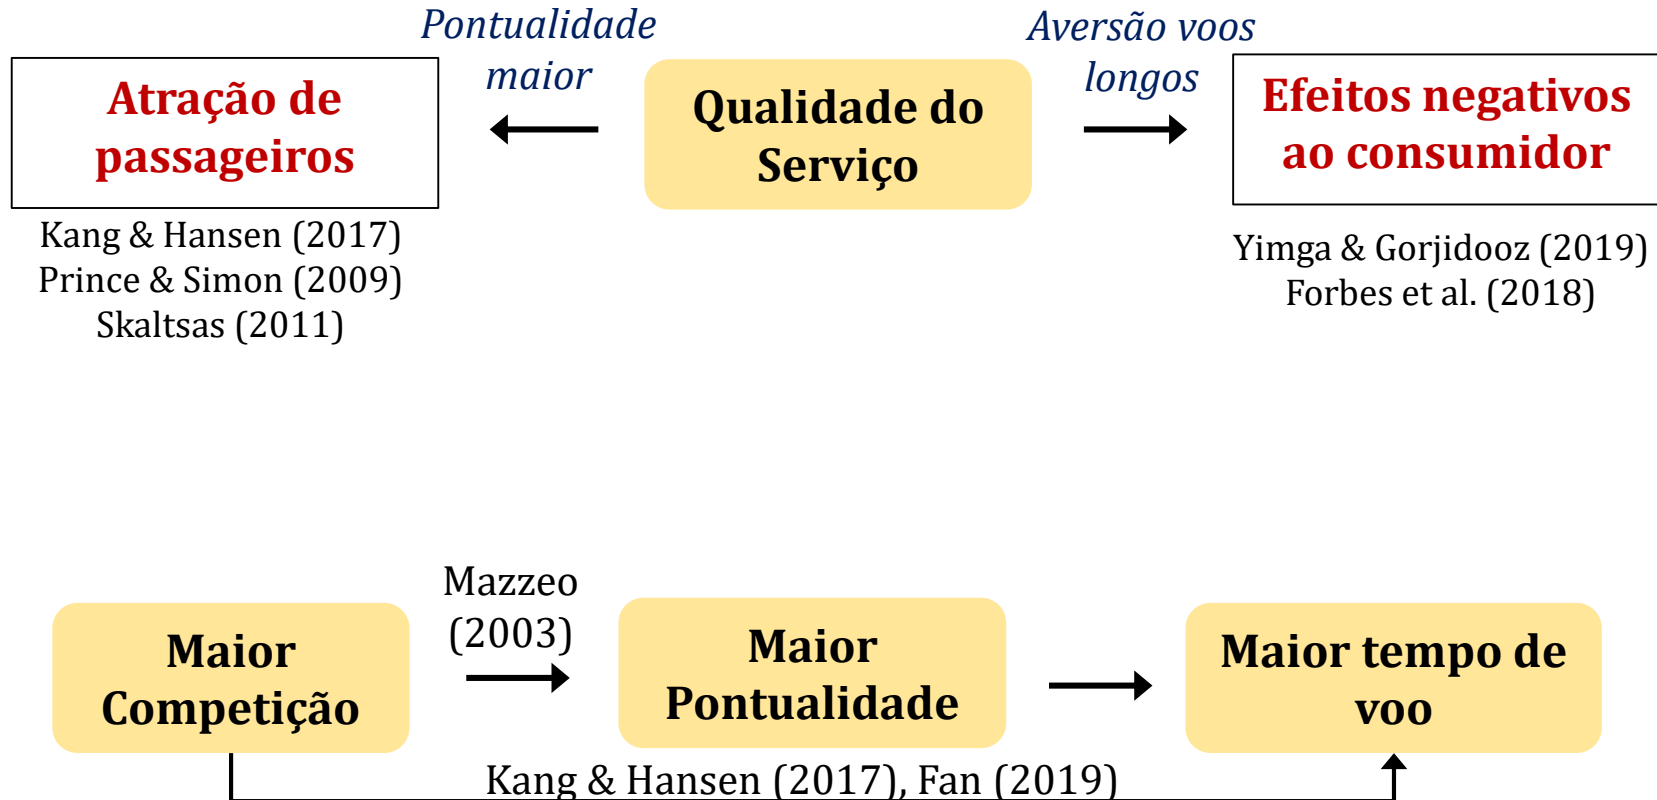 Pontualidade
maior
Aversão voos
longos
Atração de
passageiros
Qualidade do
Serviço
Efeitos negativos
ao consumidor
Kang & Hansen (2017)
Prince & Simon (2009)
Skaltsas (2011)
Yimga & Gorjidooz (2019)
Forbes et al. (2018)
Mazzeo
(2003)
Maior
Competição
Maior
Pontualidade
Maior tempo de
voo
Kang & Hansen (2017), Fan (2019)